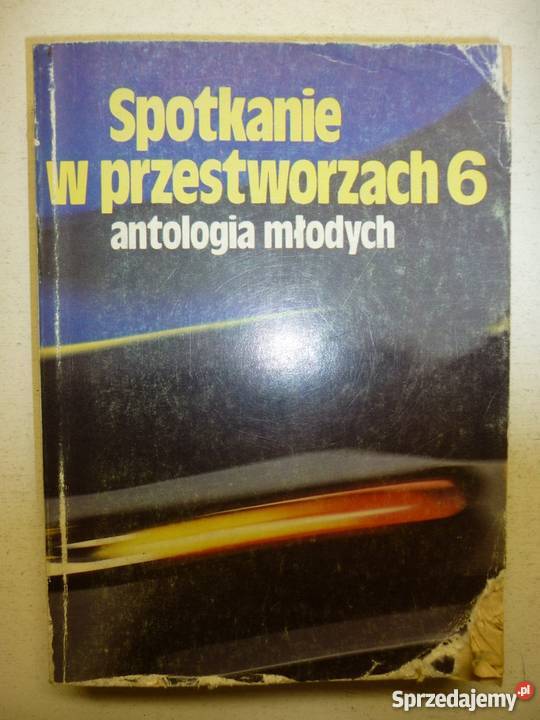 Spotkanie
w przestworzach 6
antologia młodych
Sprzedajemy.pl